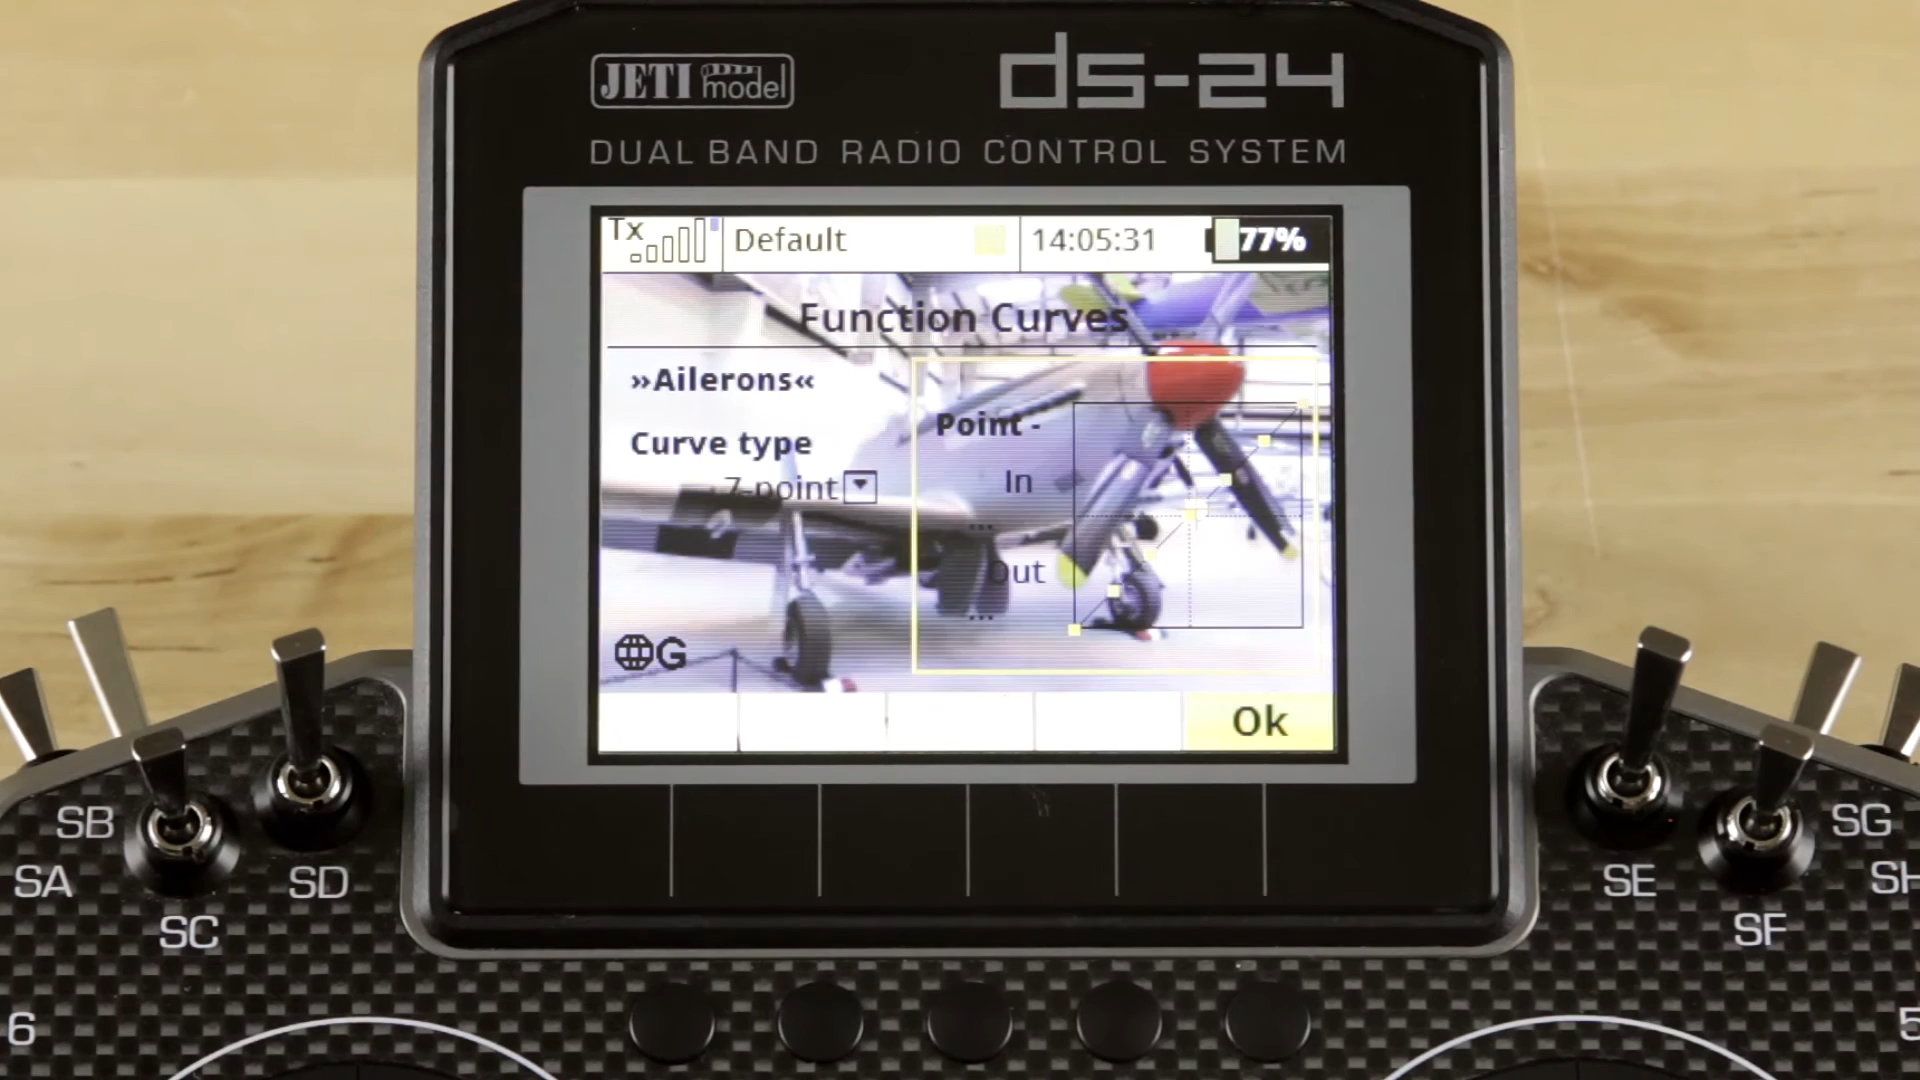 JETI model
ds-24
DUAL BAND RADIO CONTROL SYSTEM
Tx
Default
14:05:31
77%
Function Curves
»Ailerons«
Curve type
7-point
Point -
In
...
Out
...
G
Ok
SB
SA
SC
SD
SE
SF
SG
SH
6
5